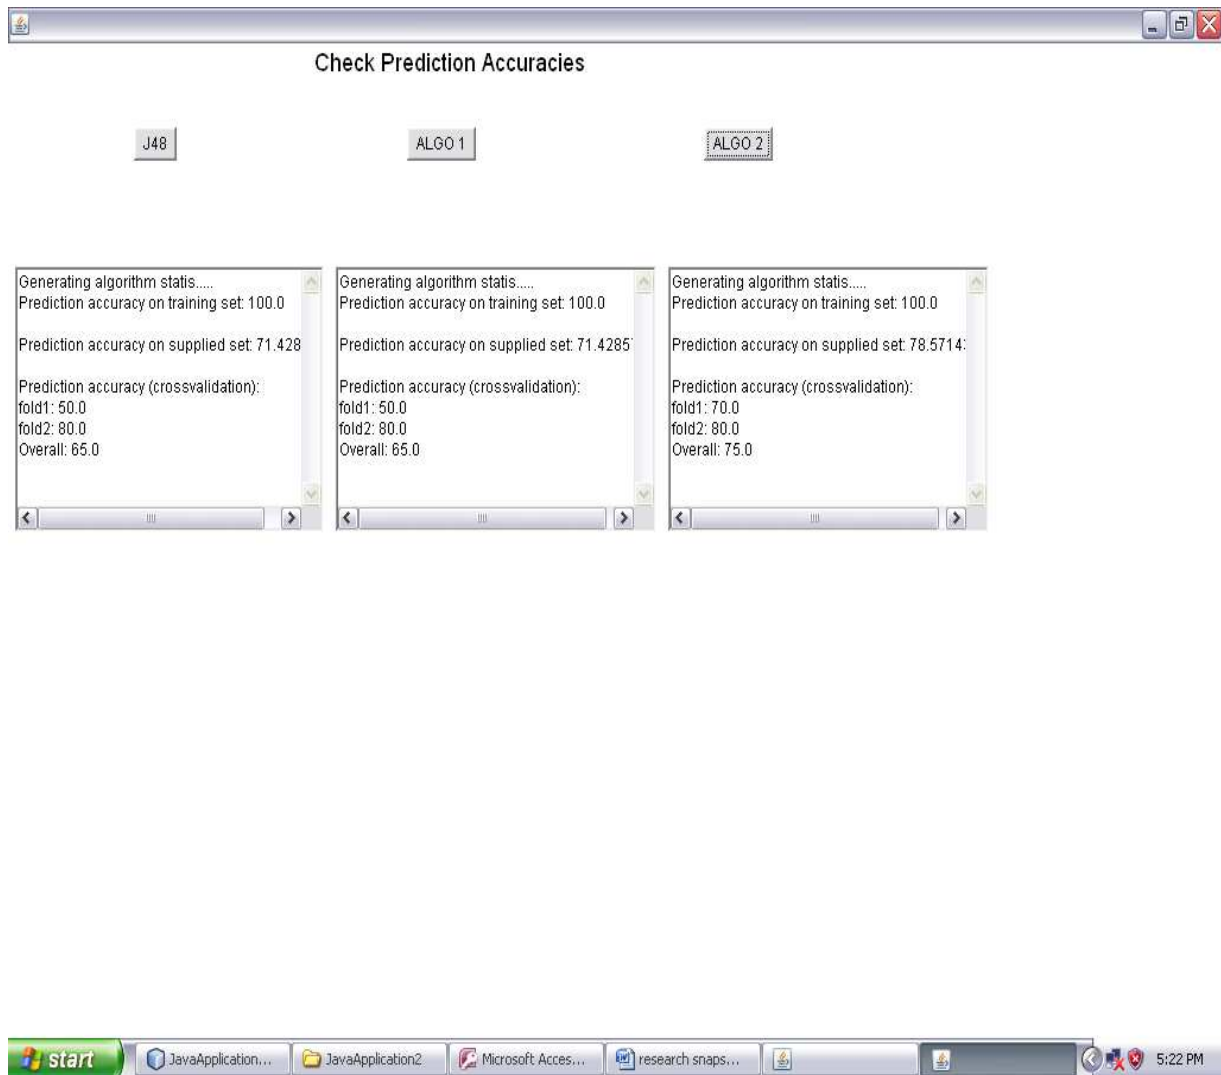 Check Prediction Accuracies
J48
ALGO 1
ALGO 2
Generating algorithm statis.....
Prediction accuracy on training set: 100.0
Prediction accuracy on supplied set: 71.428
Prediction accuracy (crossvalidation):
fold1: 50.0
fold2: 80.0
Overall: 65.0
Generating algorithm statis.....
Prediction accuracy on training set: 100.0
Prediction accuracy on supplied set: 71.4285
Prediction accuracy (crossvalidation):
fold1: 50.0
fold2: 80.0
Overall: 65.0
Generating algorithm statis.....
Prediction accuracy on training set: 100.0
Prediction accuracy on supplied set: 78.5714
Prediction accuracy (crossvalidation):
fold1: 70.0
fold2: 80.0
Overall: 75.0
start
JavaApplication...
JavaApplication2
Microsoft Acces...
research snaps...
5:22 PM